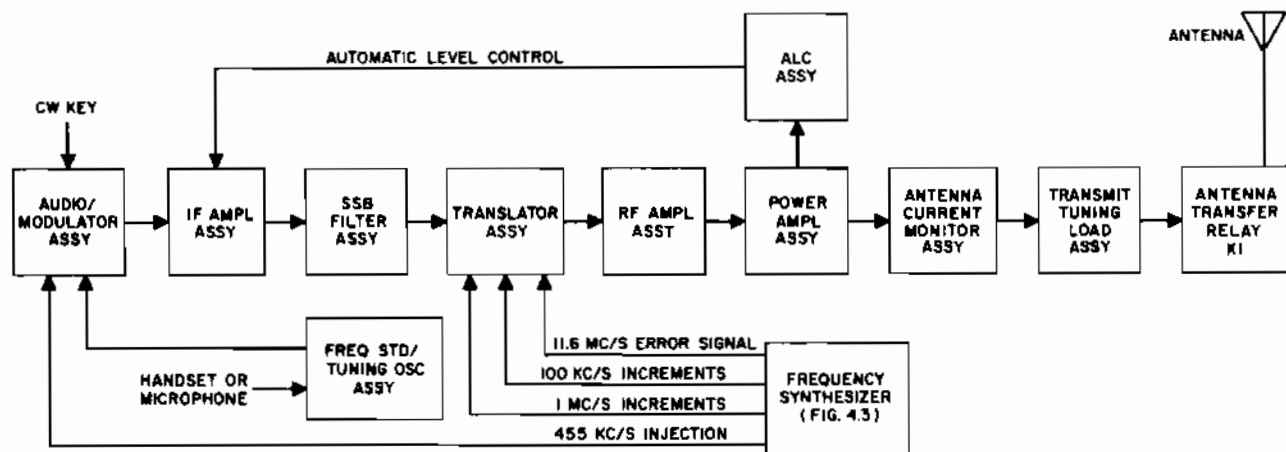 AUTOMATIC LEVEL CONTROL
ALC
ASSY
ANTENNA
CW KEY
AUDIO/
MODULATOR
ASSY
IF AMPL
ASSY
SSB
FILTER
ASSY
TRANSLATOR
ASSY
RF AMPL
ASST
POWER
AMPL
ASSY
ANTENNA
CURRENT
MONITOR
ASSY
TRANSMIT
TUNING
LOAD
ASSY
ANTENNA
TRANSFER
RELAY
K1
HANDSET OR
MICROPHONE
FREQ STD/
TUNING OSC
ASSY
11.6 MC/S ERROR SIGNAL
100 KC/S INCREMENTS
1 MC/S INCREMENTS
455 KC/S INJECTION
FREQUENCY
SYNTHESIZER
(FIG. 4.3)